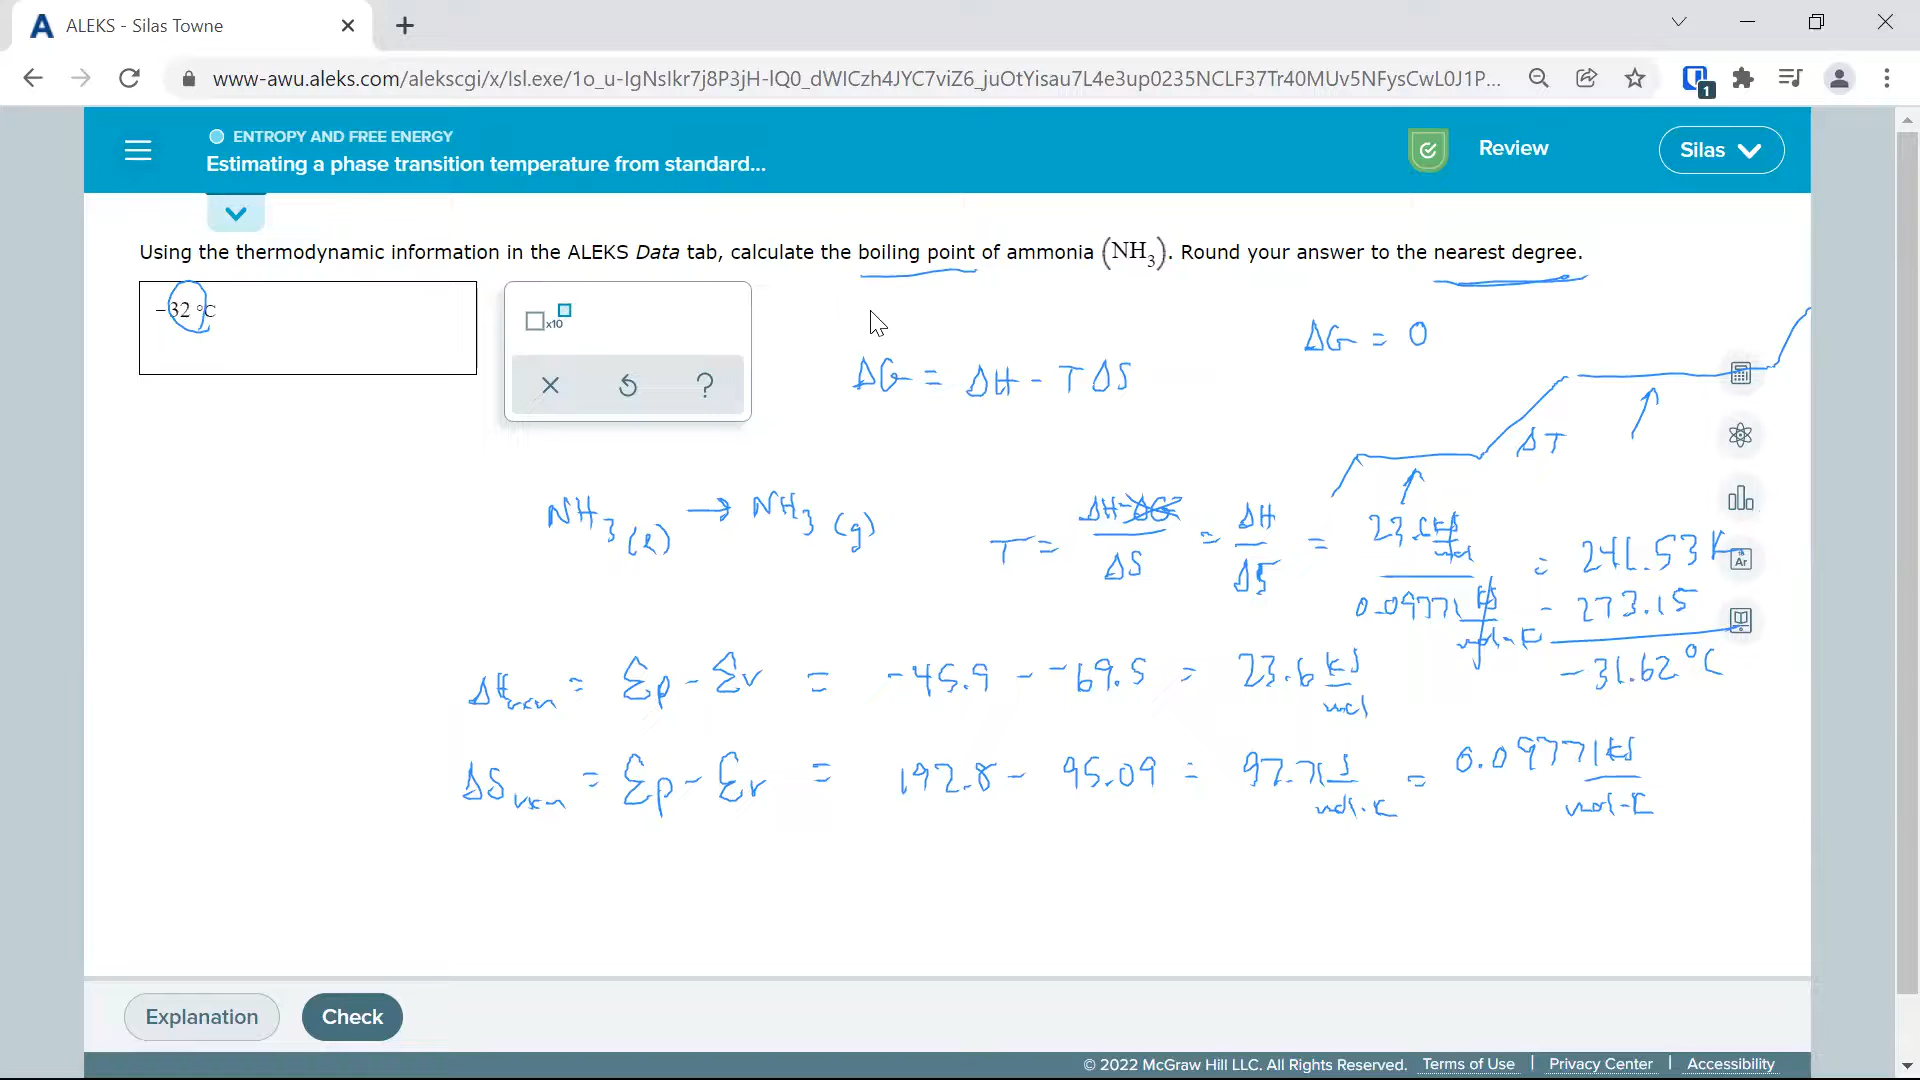 ALEKS - Silas Towne
www-awu.aleks.com/alekscgi/x/Isl.exe/1o_u-IgNsIkr7j8P3jH-lQ0_dWICzh4JYC7viZ6_juOtYisau7L4e3up0235NCLF37Tr40MUv5NFysCwL0J1P...
1
ENTROPY AND FREE ENERGY
Estimating a phase transition temperature from standard...
Review
Silas
Using the thermodynamic information in the ALEKS Data tab, calculate the boiling point of ammonia (NH3). Round your answer to the nearest degree.
−32 °C
x10
?
ΔG = 0
ΔG = ΔH - TΔS
ΔT
NH3(l) → NH3(g)
T = ΔH-ΔG / ΔS = ΔH / ΔS = 23.6 kJ/mol / 0.09771 kJ/mol-K = 241.53 K
- 273.15
-31.62 °C
Ar
ΔHrxn = Σp - Σr = -45.9 - -69.5 = 23.6 kJ/mol
ΔSrxn = Σp - Σr = 192.8 - 95.09 = 97.71 J/mol·K = 0.09771 kJ/mol-K
Explanation
Check
© 2022 McGraw Hill LLC. All Rights Reserved. Terms of Use | Privacy Center | Accessibility